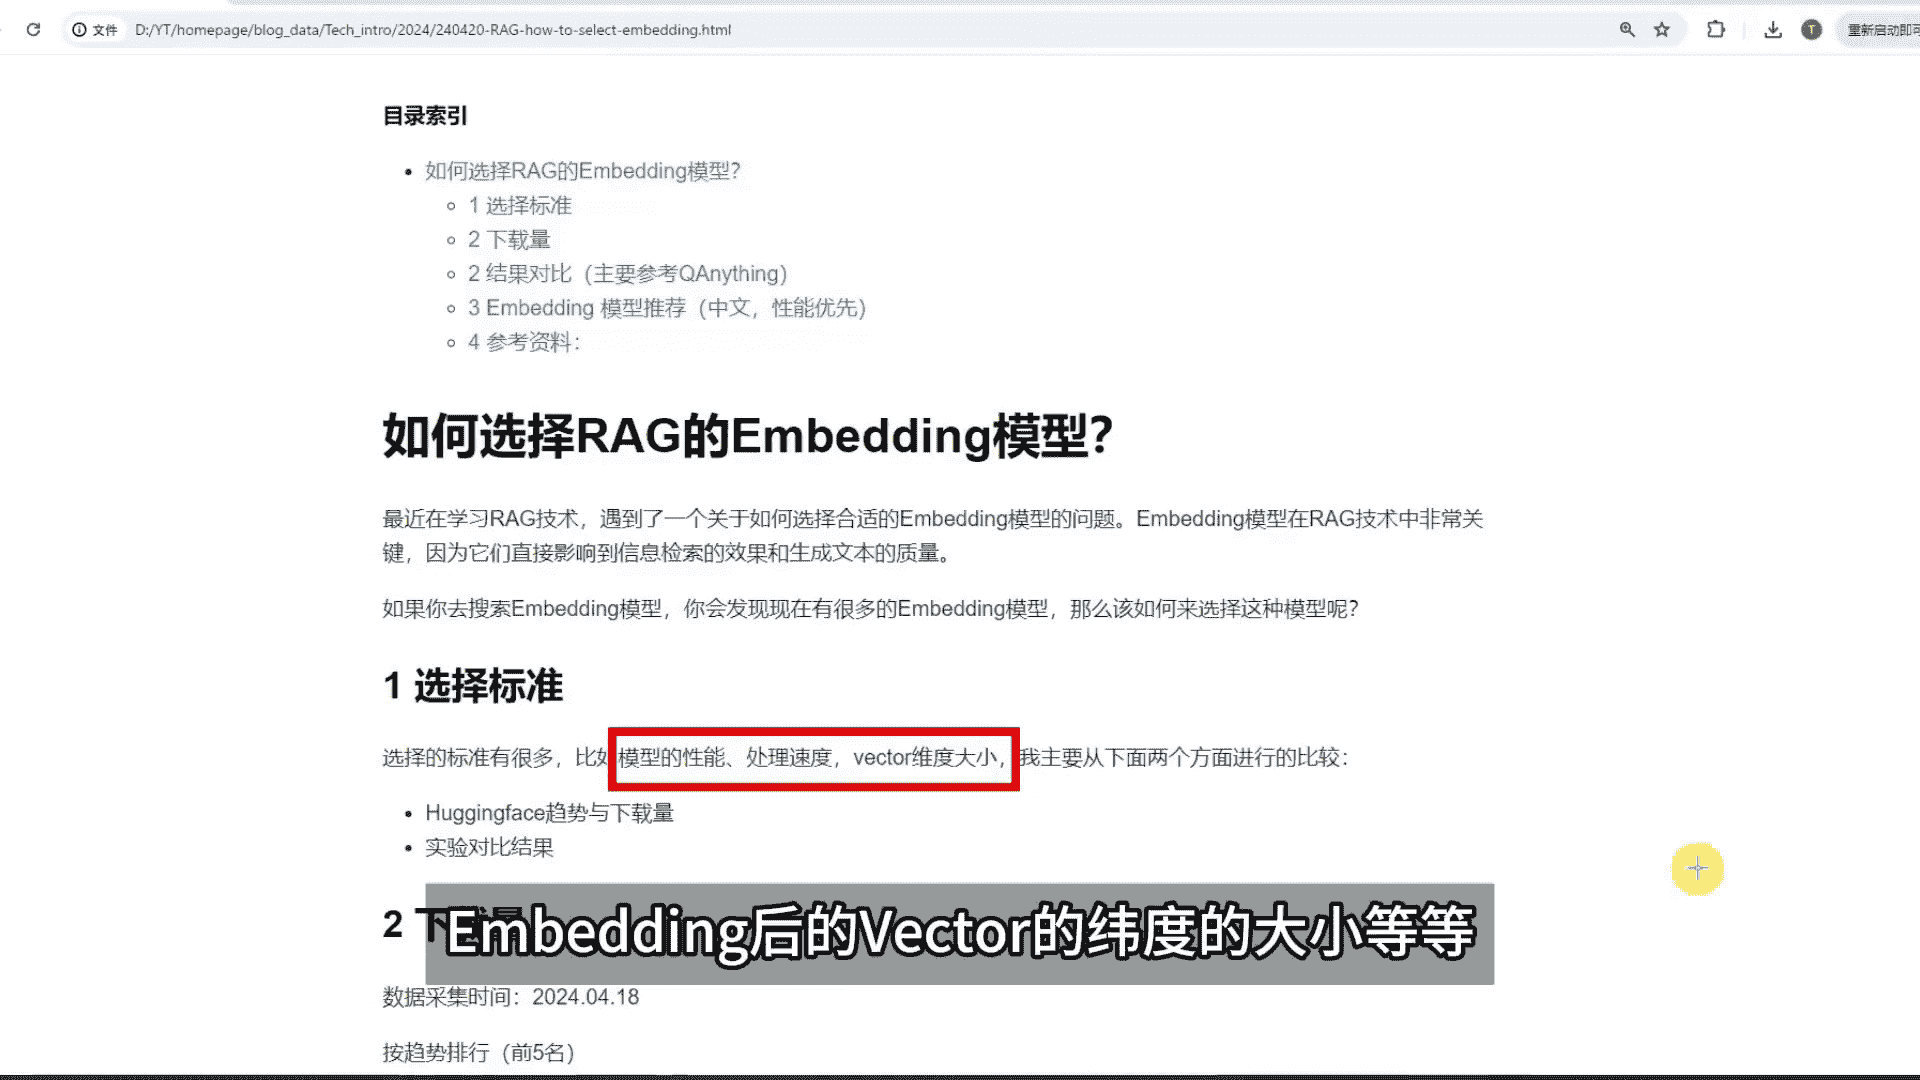 文件 D:/YT/homepage/blog_data/Tech_intro/2024/240420-RAG-how-to-select-embedding.html T 重新启动即可
目录索引
如何选择RAG的Embedding模型?
1 选择标准
2 下载量
2 结果对比（主要参考QAnything）
3 Embedding 模型推荐（中文，性能优先）
4 参考资料：
如何选择RAG的Embedding模型?
最近在学习RAG技术，遇到了一个关于如何选择合适的Embedding模型的问题。Embedding模型在RAG技术中非常关
键，因为它们直接影响到信息检索的效果和生成文本的质量。
如果你去搜索Embedding模型，你会发现现在有很多的Embedding模型，那么该如何来选择这种模型呢?
1 选择标准
选择的标准有很多，比如模型的性能、处理速度，vector维度大小，我主要从下面两个方面进行的比较：
Huggingface趋势与下载量
实验对比结果
2 下载量
Embedding后的Vector的纬度的大小等等
数据采集时间：2024.04.18
按趋势排行（前5名）